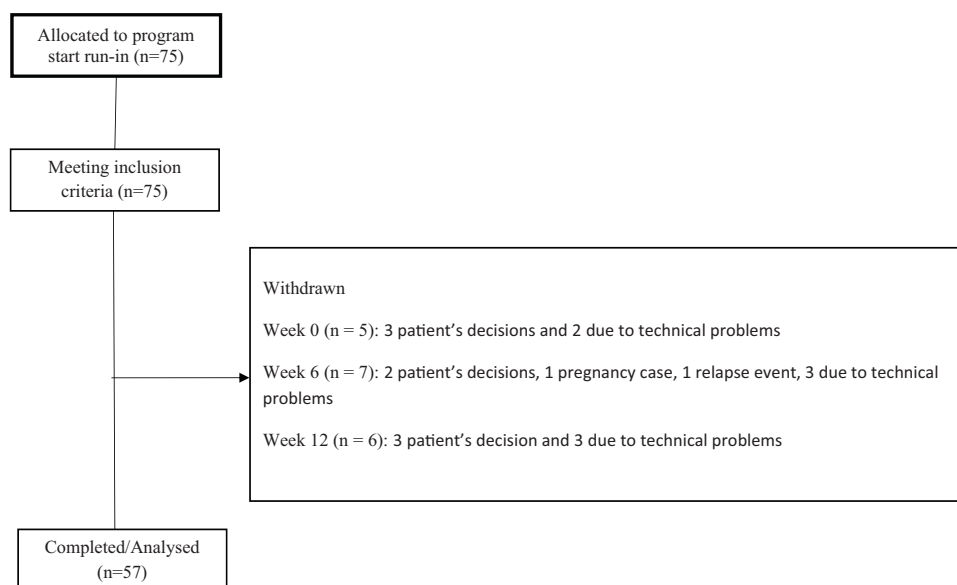 Allocated to program
start run-in (n=75)
Meeting inclusion
criteria (n=75)
Withdrawn
Week 0 (n = 5): 3 patient’s decisions and 2 due to technical problems
Week 6 (n = 7): 2 patient’s decisions, 1 pregnancy case, 1 relapse event, 3 due to technical
problems
Week 12 (n = 6): 3 patient’s decision and 3 due to technical problems
Completed/Analysed
(n=57)